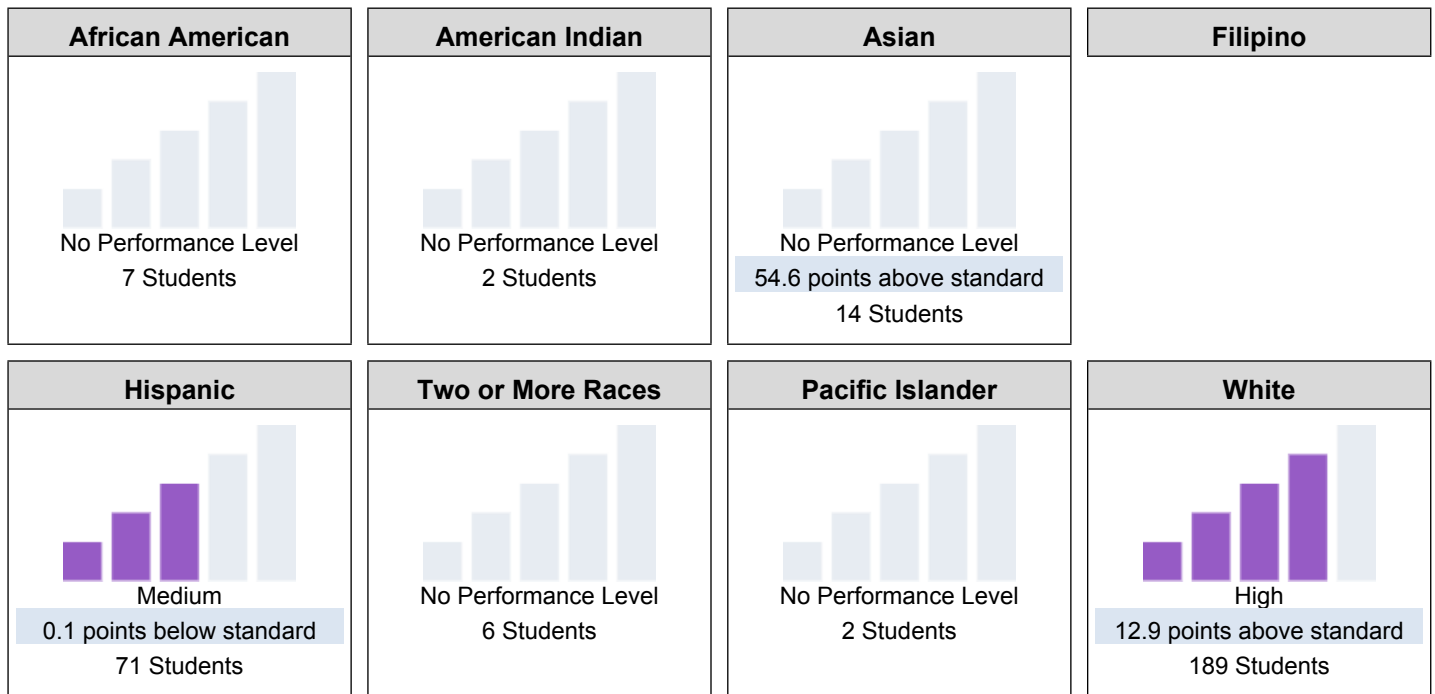 African American
No Performance Level
7 Students
American Indian
No Performance Level
2 Students
Asian
No Performance Level
54.6 points above standard
14 Students
Filipino
Hispanic
Medium
0.1 points below standard
71 Students
Two or More Races
No Performance Level
6 Students
Pacific Islander
No Performance Level
2 Students
White
High
12.9 points above standard
189 Students